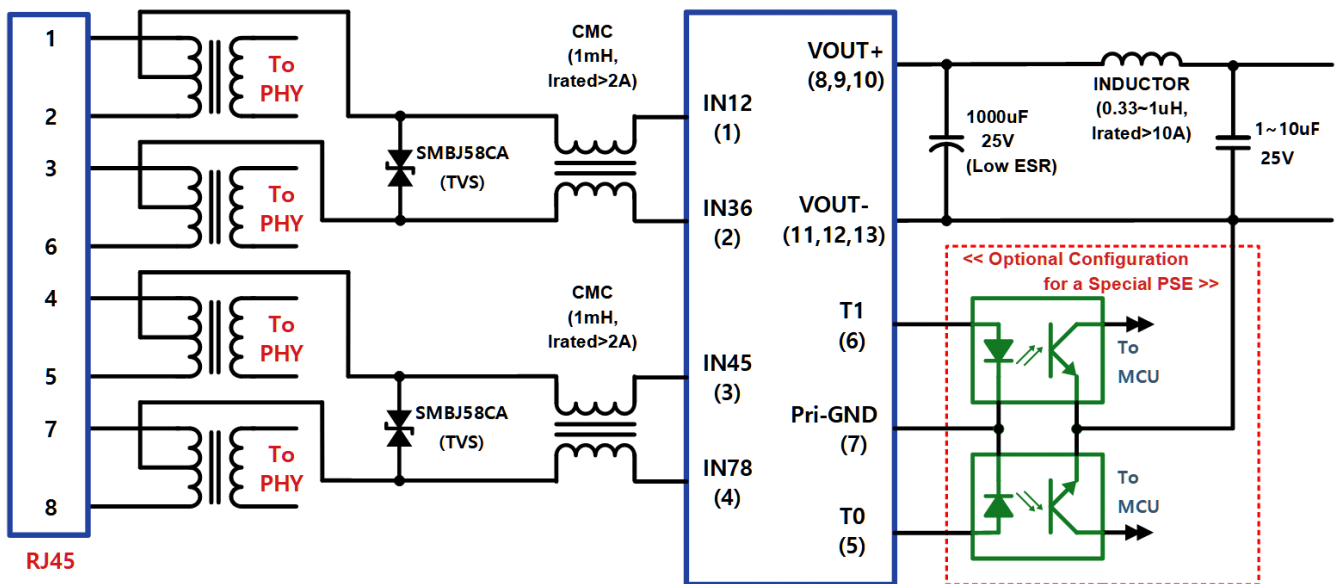 1
2
3
6
4
5
7
8
RJ45
To
PHY
To
PHY
To
PHY
To
PHY
SMBJ58CA
(TVS)
SMBJ58CA
(TVS)
CMC
(1mH,
Irated>2A)
CMC
(1mH,
Irated>2A)
IN12
(1)
IN36
(2)
IN45
(3)
IN78
(4)
VOUT+
(8,9,10)
VOUT-
(11,12,13)
T1
(6)
Pri-GND
(7)
T0
(5)
1000uF
25V
(Low ESR)
INDUCTOR
(0.33~1uH,
Irated>10A)
1~10uF
25V
<< Optional Configuration
for a Special PSE >>
To
MCU
To
MCU